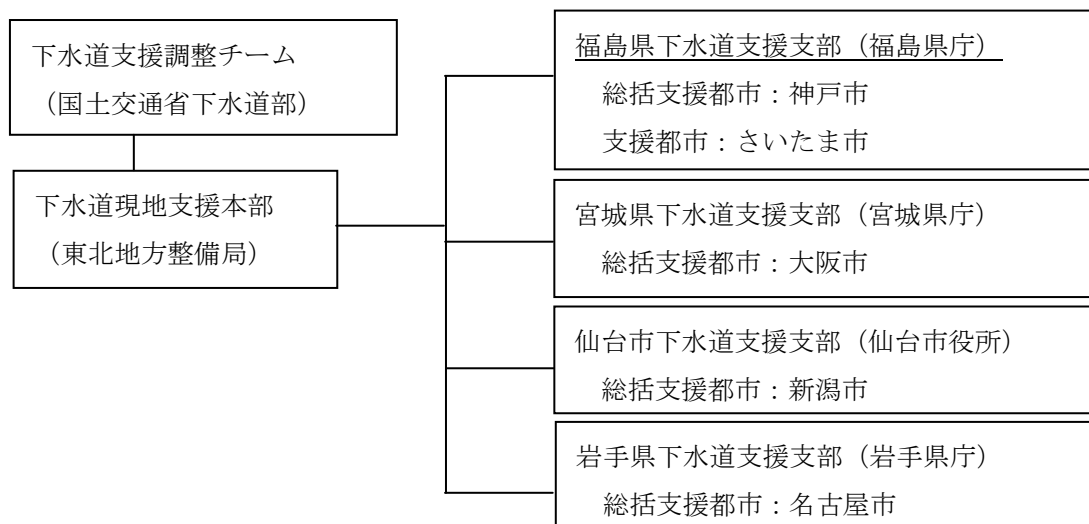 下水道支援調整チーム
（国土交通省下水道部）
下水道現地支援本部
（東北地方整備局）
福島県下水道支援支部（福島県庁）
総括支援都市：神戸市
支援都市：さいたま市
宮城県下水道支援支部（宮城県庁）
総括支援都市：大阪市
仙台市下水道支援支部（仙台市役所）
総括支援都市：新潟市
岩手県下水道支援支部（岩手県庁）
総括支援都市：名古屋市